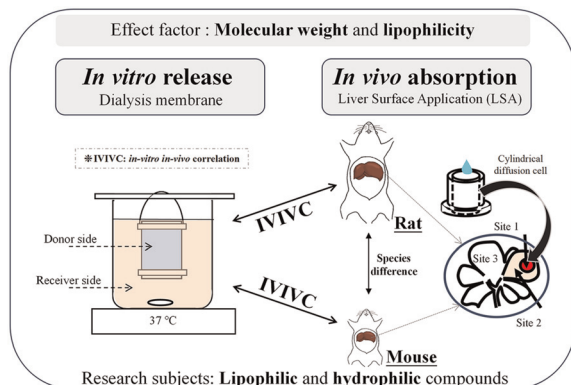 Effect factor : Molecular weight and lipophilicity
In vitro release
Dialysis membrane
In vivo absorption
Liver Surface Application (LSA)
※IVIVC: in-vitro in-vivo correlation
Donor side
Receiver side
37 ℃
IVIVC
IVIVC
Rat
Species
difference
Mouse
Cylindrical
diffusion cell
Site 1
Site 3
Site 2
Research subjects: Lipophilic and hydrophilic compounds